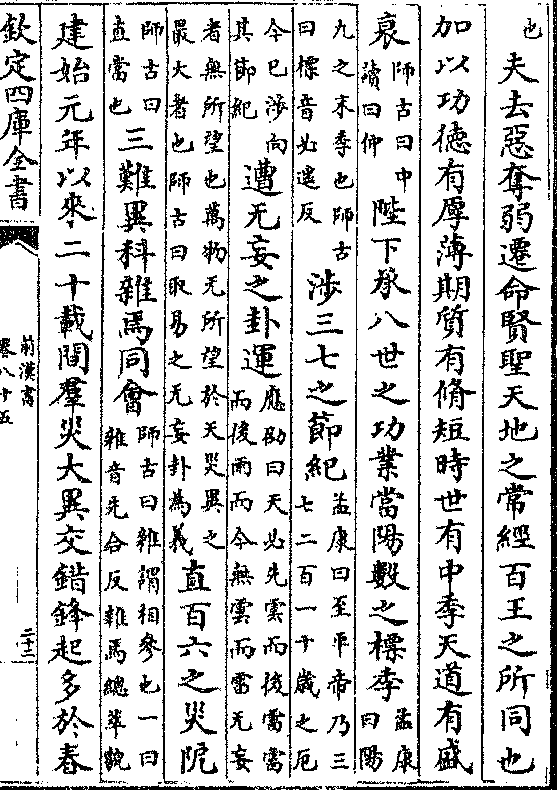 也夫去惡奪弱遷命賢聖天地之常經百王之所同也
加以功德有厚薄期質有脩短時世有中季天道有盛
衰師古曰中讀曰仲陛下承八世之功業當陽數之標季孟康曰陽
九之末季也師古曰標音必遥反涉三七之節紀孟康曰至平帝乃三七二百一十歲之厄
今已涉向其節紀遭无妄之卦運應劭曰天必先雲而後雷雷而後雨而今無雲而雷无妄
者無所望也萬物无所望於天災異之最大者也師古曰取易之无妄卦為義直百六之災阸
師古曰直當也三難異科雜焉同會師古曰雜謂相參也一曰雜音先合反雜焉總萃貌
建始元年以來二十載間羣災大異交錯鋒起多於春
欽定四庫全書
前漢書
卷八十五
二十三